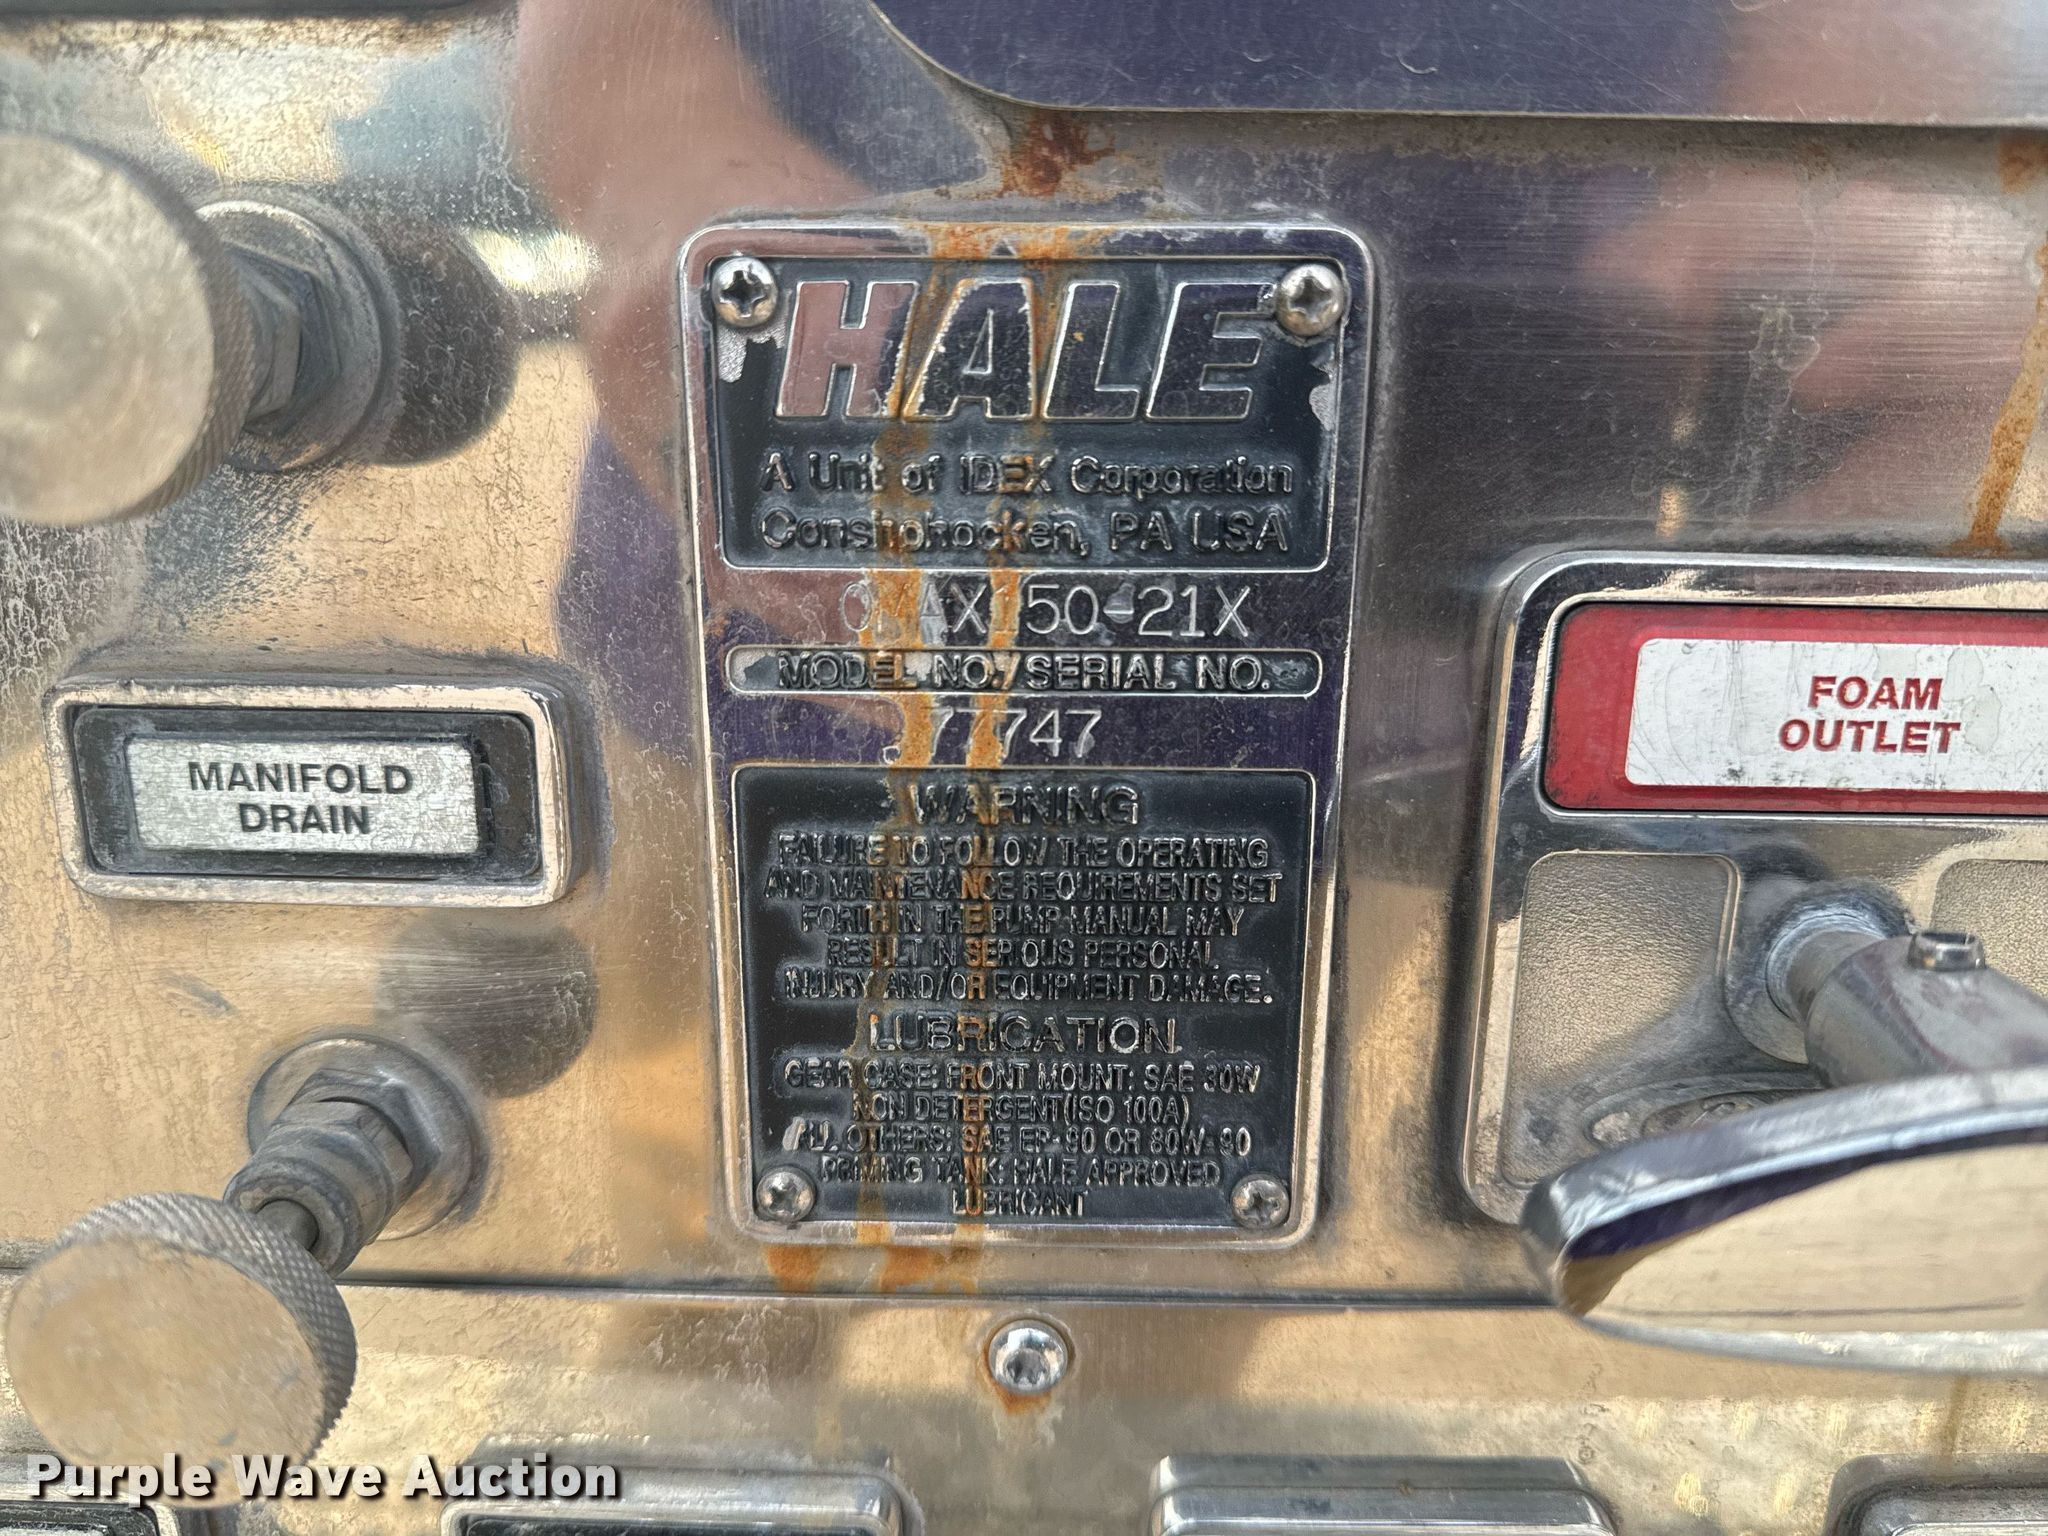 HALE
A Unit of IDEX Corporation
Conshohocken, PA USA
QMAX150-21X
MODEL NO./SERIAL NO.
77747
WARNING
FAILURE TO FOLLOW THE OPERATING
AND MAINTENANCE REQUIREMENTS SET
FORTH IN THE PUMP MANUAL MAY
RESULT IN SERIOUS PERSONAL
INJURY AND/OR EQUIPMENT DAMAGE.
LUBRICATION
GEAR CASE: FRONT MOUNT: SAE 30W
NON DETERGENT (ISO 100A)
ALL OTHERS: SAE EP-90 OR 80W-90
PRIMING TANK: HALE APPROVED
LUBRICANT
MANIFOLD
DRAIN
FOAM
OUTLET
Purple Wave Auction